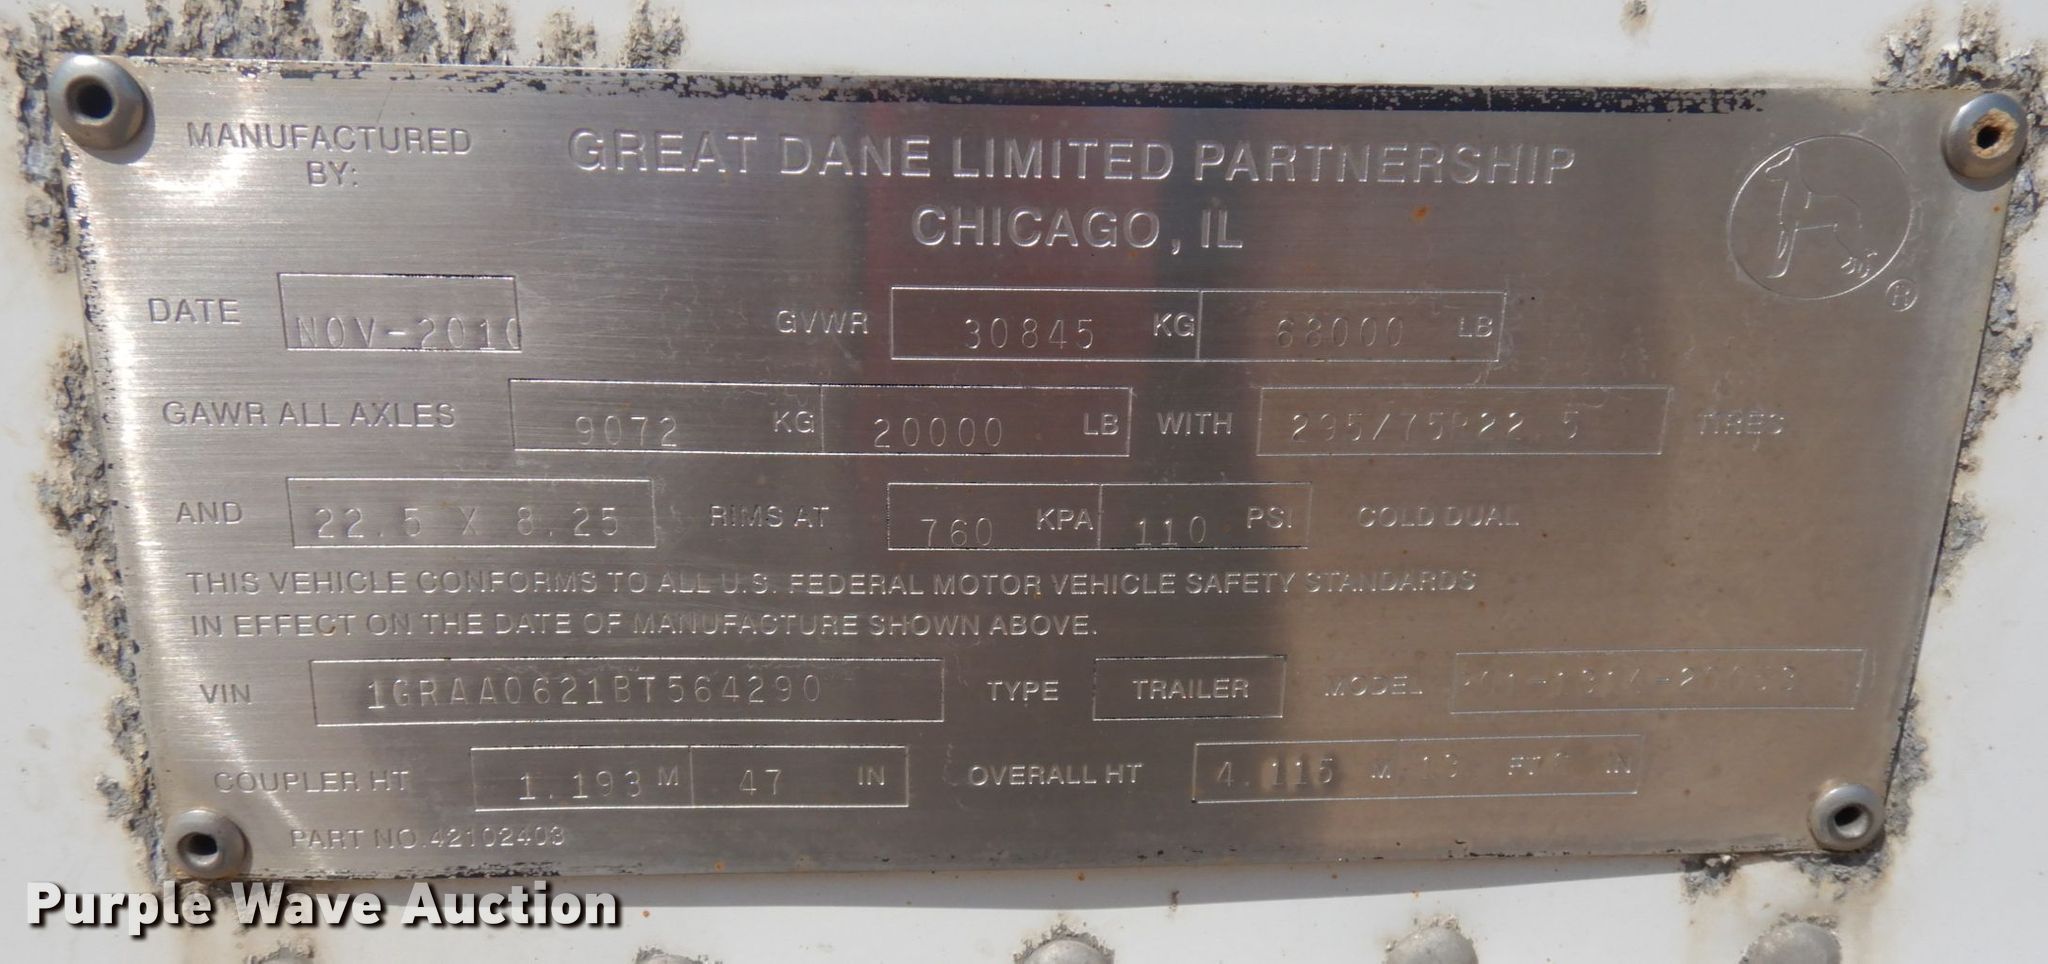 MANUFACTURED BY: GREAT DANE LIMITED PARTNERSHIP
CHICAGO, IL
®
DATE NOV-2010 GVWR 30845 KG 68000 LB
GAWR ALL AXLES 9072 KG 20000 LB WITH 295/75R22.5 TIRES
AND 22.5 X 8.25 RIMS AT 760 KPA 110 PSI COLD DUAL
THIS VEHICLE CONFORMS TO ALL U.S. FEDERAL MOTOR VEHICLE SAFETY STANDARDS
IN EFFECT ON THE DATE OF MANUFACTURE SHOWN ABOVE.
VIN 1GRAA0621BT564290 TYPE TRAILER MODEL
COUPLER HT 1.193 M 47 IN OVERALL HT 4.115 M 13 FT IN
PART NO.42102403
Purple Wave Auction